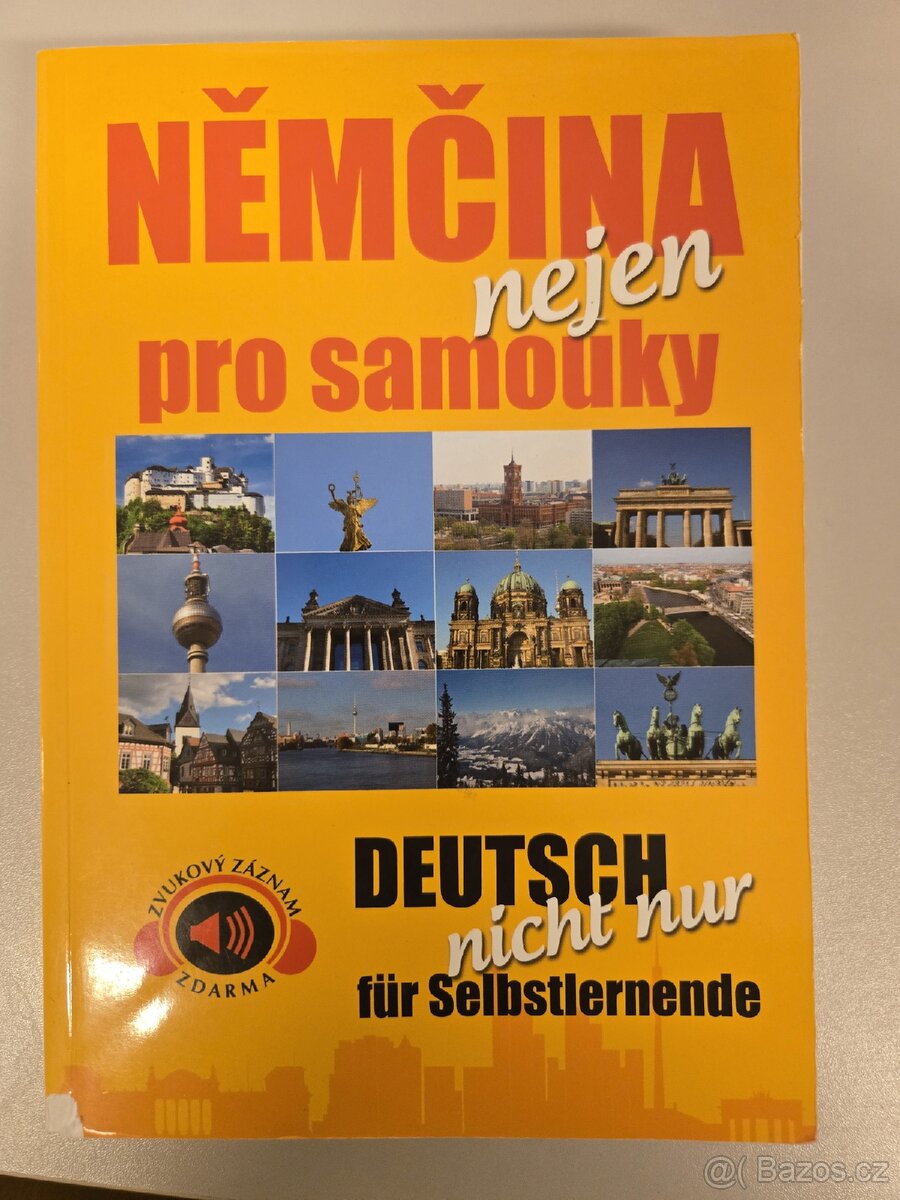 NĚMČINA
nejen
pro samouky
ZVUKOVÝ ZÁZNAM
ZDARMA
DEUTSCH
nicht nur
für Selbstlernende
@( Bazos.cz